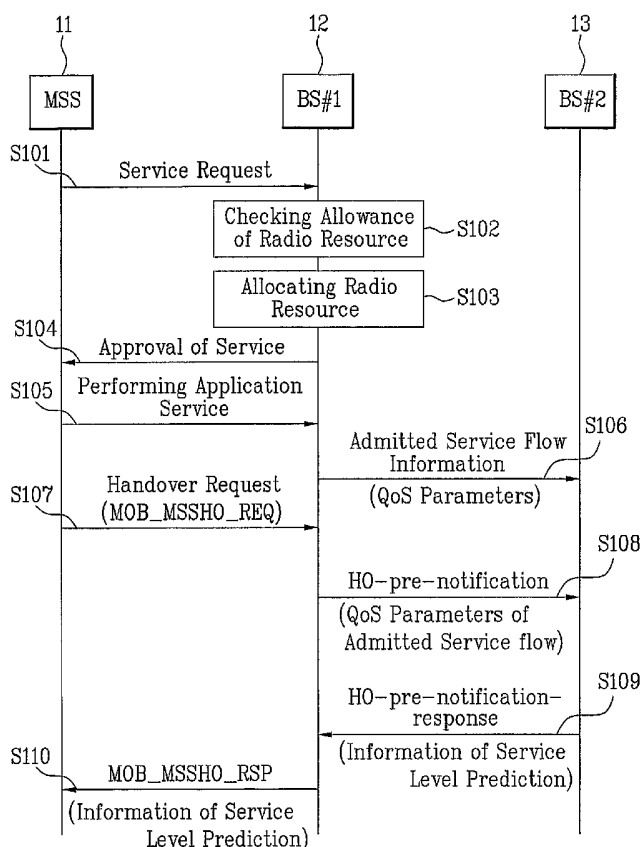 11
12
13
MSS
BS#1
BS#2
S101
Service Request
Checking Allowance
of Radio Resource
S102
Allocating Radio
Resource
S103
S104
Approval of Service
S105
Performing Application
Service
S106
Admitted Service Flow
Information
(QoS Parameters)
S107
Handover Request
(MOB_MSSHO_REQ)
S108
HO-pre-notification
(QoS Parameters of
Admitted Service flow)
S109
HO-pre-notification-
response
(Information of Service
Level Prediction)
S110
MOB_MSSHO_RSP
(Information of Service
Level Prediction)